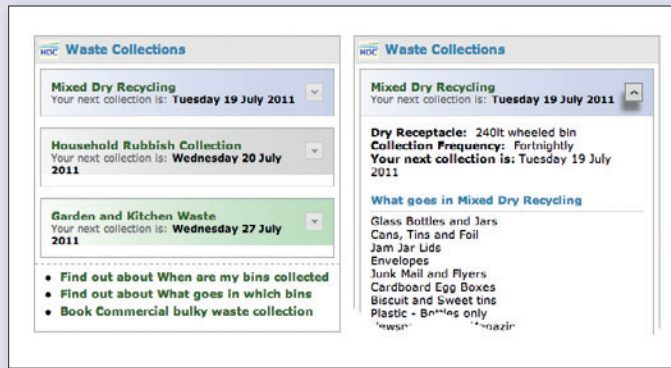 HDC Waste Collections
Mixed Dry Recycling
Your next collection is: Tuesday 19 July 2011
Household Rubbish Collection
Your next collection is: Wednesday 20 July
2011
Garden and Kitchen Waste
Your next collection is: Wednesday 27 July
2011
• Find out about When are my bins collected
• Find out about What goes in which bins
• Book Commercial bulky waste collection
HDC Waste Collections
Mixed Dry Recycling
Your next collection is: Tuesday 19 July 2011
Dry Receptacle: 240lt wheeled bin
Collection Frequency: Fortnightly
Your next collection is: Tuesday 19 July
2011
What goes in Mixed Dry Recycling
Glass Bottles and Jars
Cans, Tins and Foil
Jam Jar Lids
Envelopes
Junk Mail and Flyers
Cardboard Egg Boxes
Biscuit and Sweet tins
Plastic - Bottles only